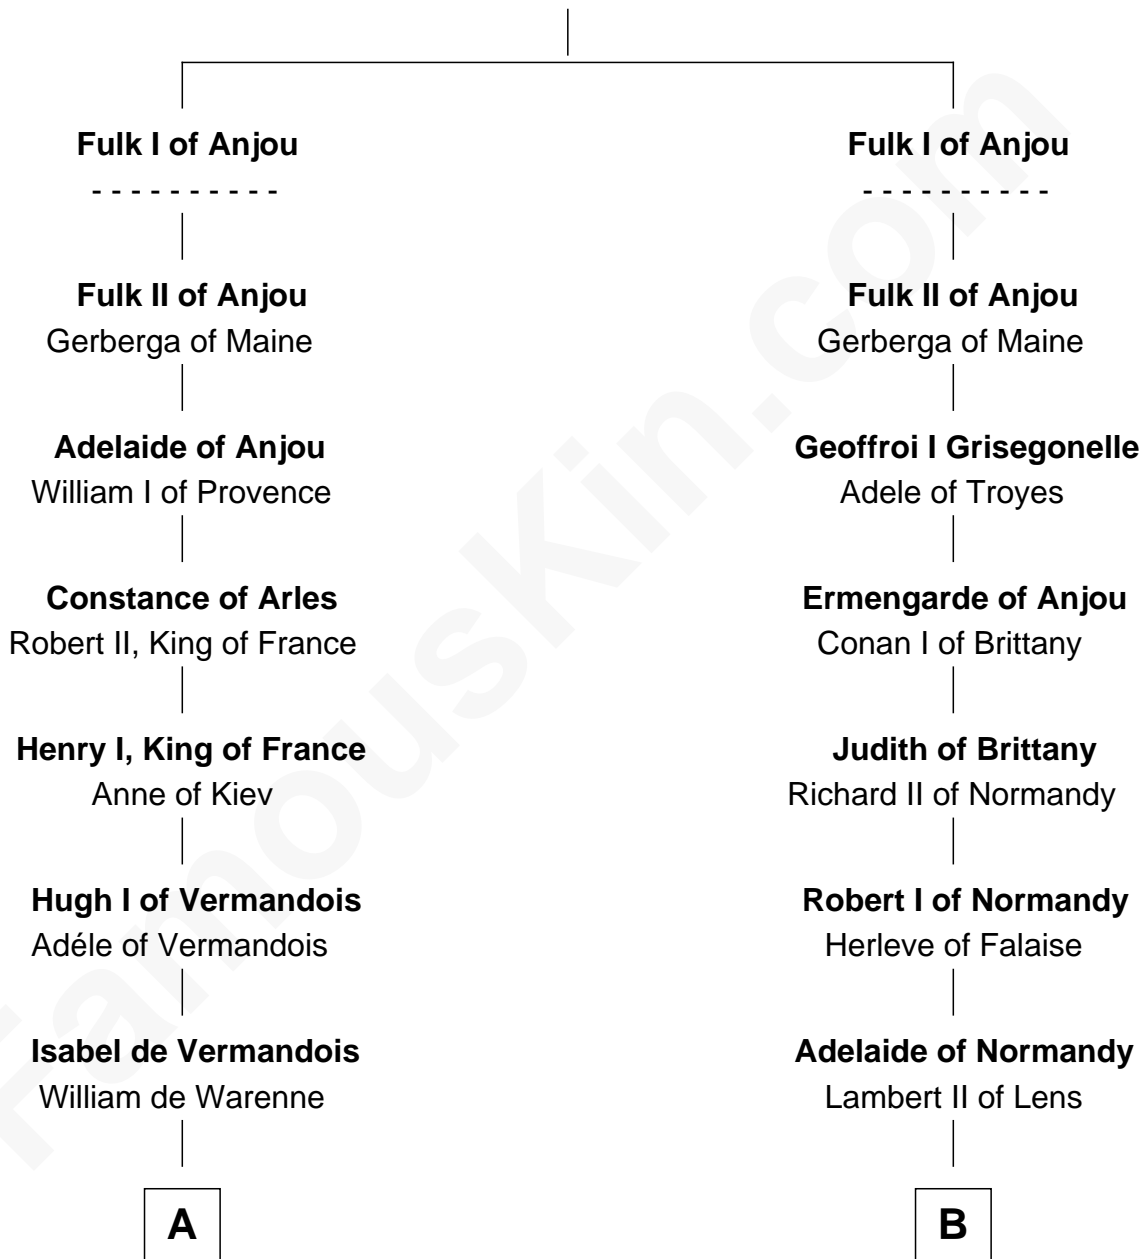 Fulk I of Anjou
- - - - - - - - - -
Fulk II of Anjou
Gerberga of Maine
Adelaide of Anjou
William I of Provence
Constance of Arles
Robert II, King of France
Henry I, King of France
Anne of Kiev
Hugh I of Vermandois
Adéle of Vermandois
Isabel de Vermandois
William de Warenne
A
Fulk I of Anjou
- - - - - - - - - -
Fulk II of Anjou
Gerberga of Maine
Geoffroi I Grisegonelle
Adele of Troyes
Ermengarde of Anjou
Conan I of Brittany
Judith of Brittany
Richard II of Normandy
Robert I of Normandy
Herleve of Falaise
Adelaide of Normandy
Lambert II of Lens
B
FamousKin.com